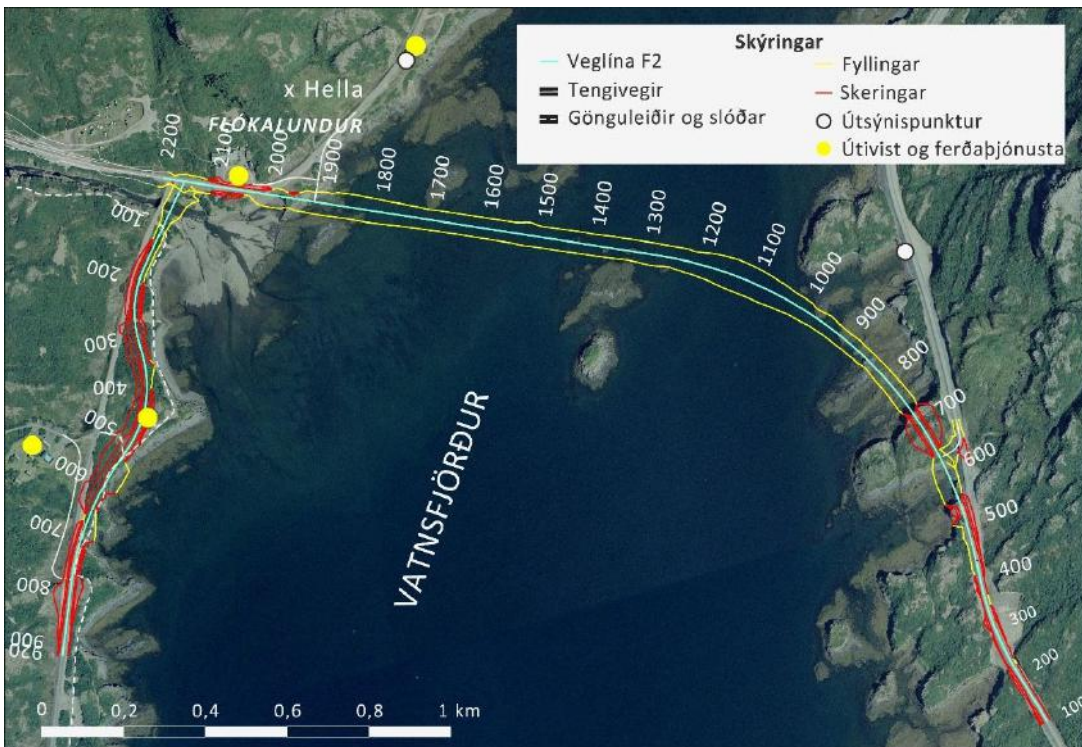 Skýringar
Veglína F2
Tengivegir
Gönguleiðir og slóðar
Fyllingar
Skeringar
Útsýnispunktur
Útivist og ferðaþjónusta
x Hella
FLÓKALUNDUR
2200
2100
2000
1900
1800
1700
1600
1500
1400
1300
1200
1100
1000
900
800
700
600
500
400
300
200
100
100
200
300
400
500
600
700
800
900
970
VATNSFJÖRÐUR
0 0,2 0,4 0,6 0,8 1 km